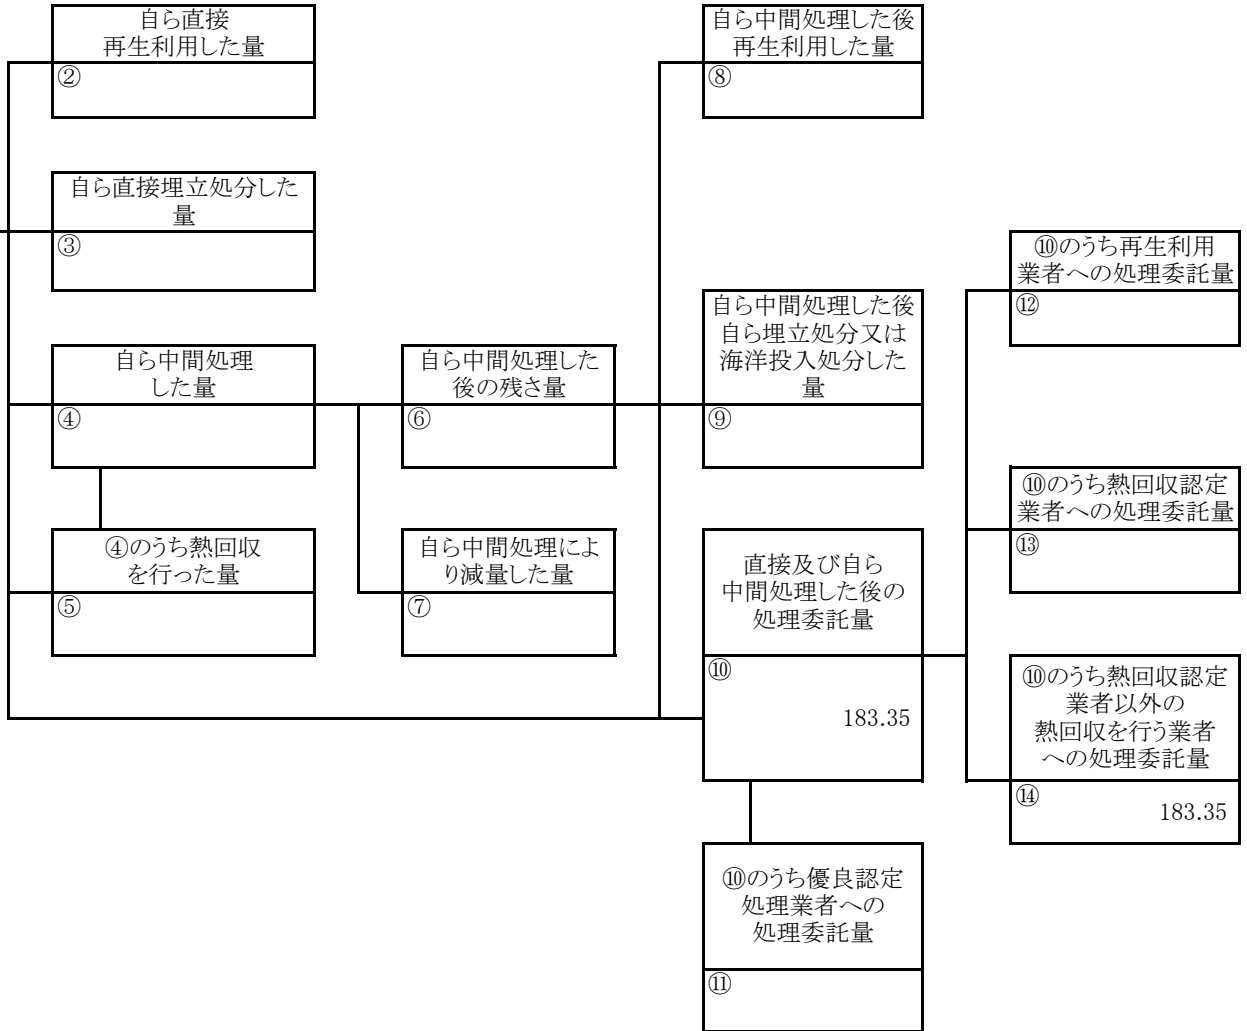 自ら直接
再生利用した量
②
自ら直接埋立処分した
量
③
自ら中間処理
した量
④
④のうち熱回収
を行った量
⑤
自ら中間処理した
後の残さ量
⑥
自ら中間処理によ
り減量した量
⑦
自ら中間処理した後
再生利用した量
⑧
自ら中間処理した後
自ら埋立処分又は
海洋投入処分した
量
⑨
直接及び自ら
中間処理した後の
処理委託量
⑩
183.35
⑩のうち優良認定
処理業者への
処理委託量
⑪
⑩のうち再生利用
業者への処理委託量
⑫
⑩のうち熱回収認定
業者への処理委託量
⑬
⑩のうち熱回収認定
業者以外の
熱回収を行う業者
への処理委託量
⑭
183.35